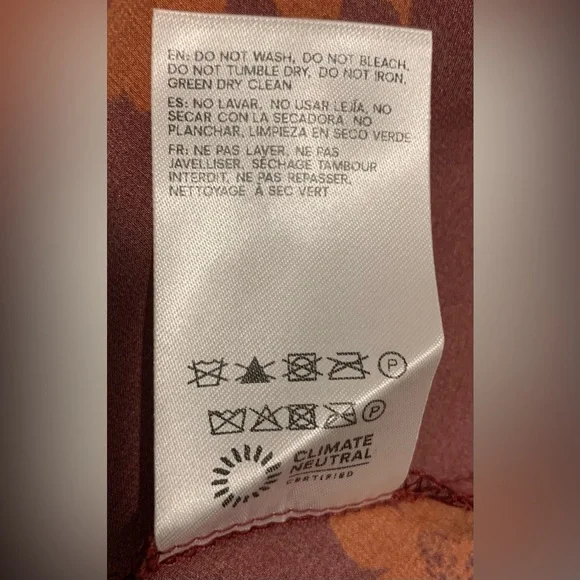 EN: DO NOT WASH, DO NOT BLEACH,
DO NOT TUMBLE DRY, DO NOT IRON,
GREEN DRY CLEAN
ES: NO LAVAR, NO USAR LEJÍA, NO
SECAR CON LA SECADORA NO
PLANCHAR, LIMPIEZA EN SECO VERDE
FR: NE PAS LAVER, NE PAS
JAVELLISER, SÉCHAGE TAMBOUR
INTERDIT, NE PAS REPASSER,
NETTOYAGE À SEC VERT
P
P
CLIMATE
NEUTRAL
CERTIFIED